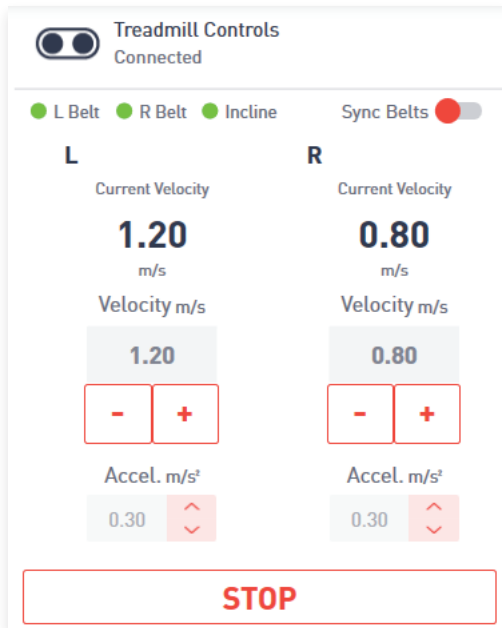 Treadmill Controls
Connected
L Belt R Belt Incline Sync Belts
L R
Current Velocity Current Velocity
1.20 0.80
m/s m/s
Velocity m/s Velocity m/s
1.20 0.80
- + - +
Accel. m/s² Accel. m/s²
0.30 0.30
STOP